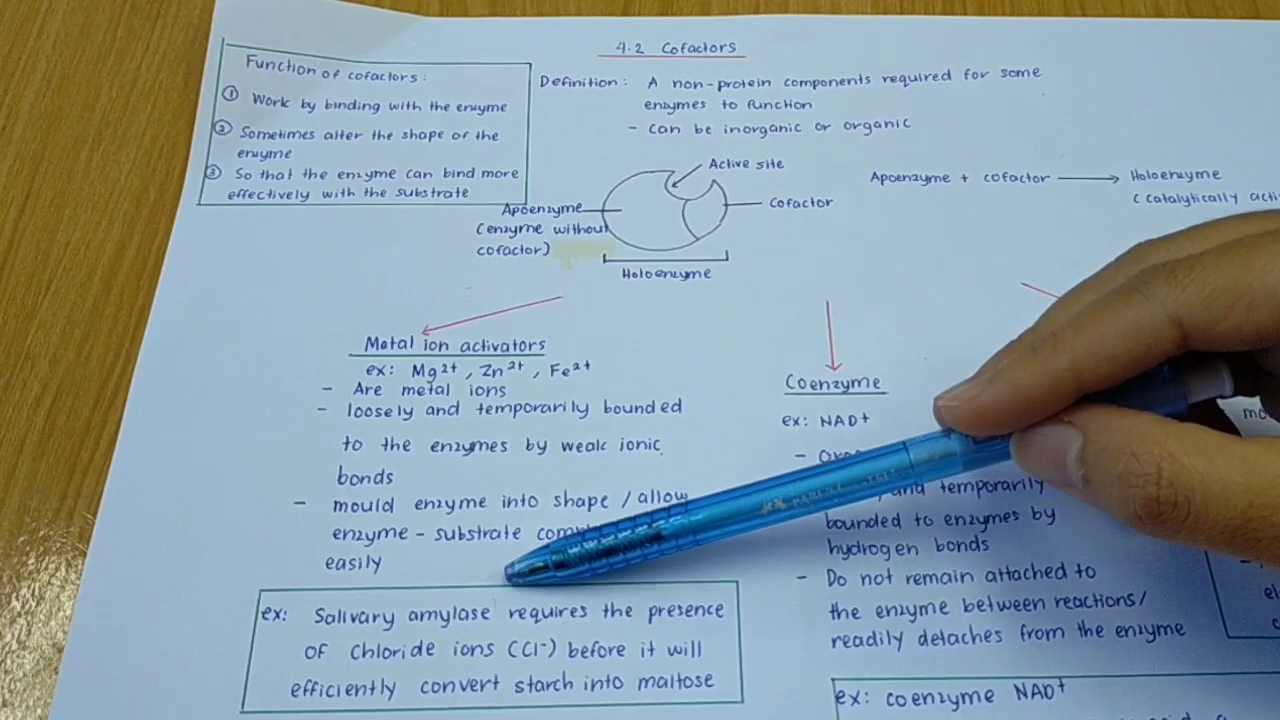 4.2 Cofactors
Function of cofactors:
① Work by binding with the enzyme
② Sometimes alter the shape of the
enzyme
③ So that the enzyme can bind more
effectively with the substrate
Definition: A non-protein components required for some
enzymes to function
- can be inorganic or organic
Active site
Apoenzyme
(enzyme without
cofactor)
Cofactor
Holoenzyme
Apoenzyme + cofactor → Holoenzyme
(catalytically
Metal ion activators
ex: Mg²⁺, Zn²⁺, Fe²⁺
- Are metal ions
- loosely and temporarily bounded
to the enzymes by weak ionic
bonds
- mould enzyme into shape / allow
enzyme - substrate
easily
ex: Salivary amylase requires the presence
of chloride ions (Cl⁻) before it will
efficiently convert starch into maltose
Coenzyme
ex: NAD⁺
-
and temporarily
bounded to enzymes by
hydrogen bonds
- Do not remain attached to
the enzyme between reactions/
readily detaches from the enzyme
ex: coenzyme NAD⁺